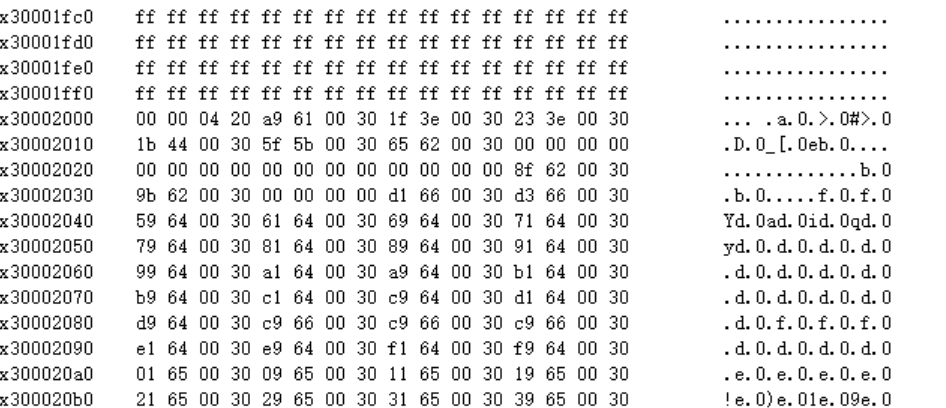 x30001fc0 ff ff ff ff ff ff ff ff ff ff ff ff ff ff ff ff ................
x30001fd0 ff ff ff ff ff ff ff ff ff ff ff ff ff ff ff ff ................
x30001fe0 ff ff ff ff ff ff ff ff ff ff ff ff ff ff ff ff ................
x30001ff0 ff ff ff ff ff ff ff ff ff ff ff ff ff ff ff ff ................
x30002000 00 00 04 20 a9 61 00 30 1f 3e 00 30 23 3e 00 30 ... .a.0.>.0#>.0
x30002010 1b 44 00 30 5f 5b 00 30 65 62 00 30 00 00 00 00 .D.0_[.0eb.0....
x30002020 00 00 00 00 00 00 00 00 00 00 00 00 8f 62 00 30 .............b.0
x30002030 9b 62 00 30 00 00 00 00 d1 66 00 30 d3 66 00 30 .b.0.....f.0.f.0
x30002040 59 64 00 30 61 64 00 30 69 64 00 30 71 64 00 30 Yd.0ad.0id.0qd.0
x30002050 79 64 00 30 81 64 00 30 89 64 00 30 91 64 00 30 yd.0.d.0.d.0.d.0
x30002060 99 64 00 30 a1 64 00 30 a9 64 00 30 b1 64 00 30 .d.0.d.0.d.0.d.0
x30002070 b9 64 00 30 c1 64 00 30 c9 64 00 30 d1 64 00 30 .d.0.d.0.d.0.d.0
x30002080 d9 64 00 30 c9 66 00 30 c9 66 00 30 c9 66 00 30 .d.0.f.0.f.0.f.0
x30002090 e1 64 00 30 e9 64 00 30 f1 64 00 30 f9 64 00 30 .d.0.d.0.d.0.d.0
x300020a0 01 65 00 30 09 65 00 30 11 65 00 30 19 65 00 30 .e.0.e.0.e.0.e.0
x300020b0 21 65 00 30 29 65 00 30 31 65 00 30 39 65 00 30 !e.0)e.01e.09e.0